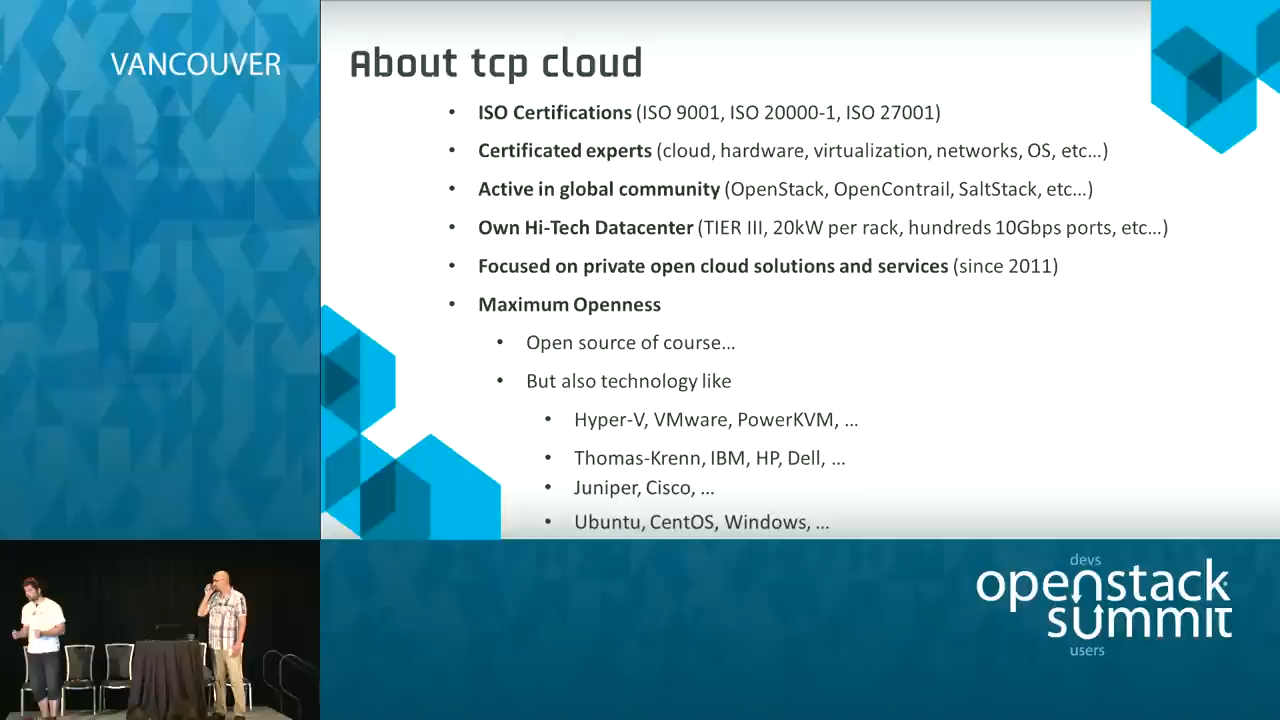 VANCOUVER
About tcp cloud
• ISO Certifications (ISO 9001, ISO 20000-1, ISO 27001)
• Certificated experts (cloud, hardware, virtualization, networks, OS, etc...)
• Active in global community (OpenStack, OpenContrail, SaltStack, etc...)
• Own Hi-Tech Datacenter (TIER III, 20kW per rack, hundreds 10Gbps ports, etc...)
• Focused on private open cloud solutions and services (since 2011)
• Maximum Openness
• Open source of course...
• But also technology like
• Hyper-V, VMware, PowerKVM, ...
• Thomas-Krenn, IBM, HP, Dell, ...
• Juniper, Cisco, ...
• Ubuntu, CentOS, Windows, ...
devs
openstack
summit
users